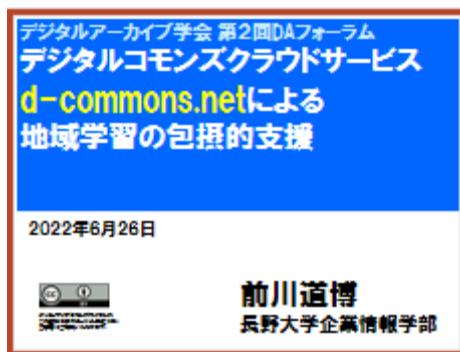 デジタルアーカイブ学会 第2回DAフォーラム
デジタルコモンズクラウドサービス
d-commons.netによる
地域学習の包摂的支援
2022年6月26日
前川道博
長野大学企業情報学部